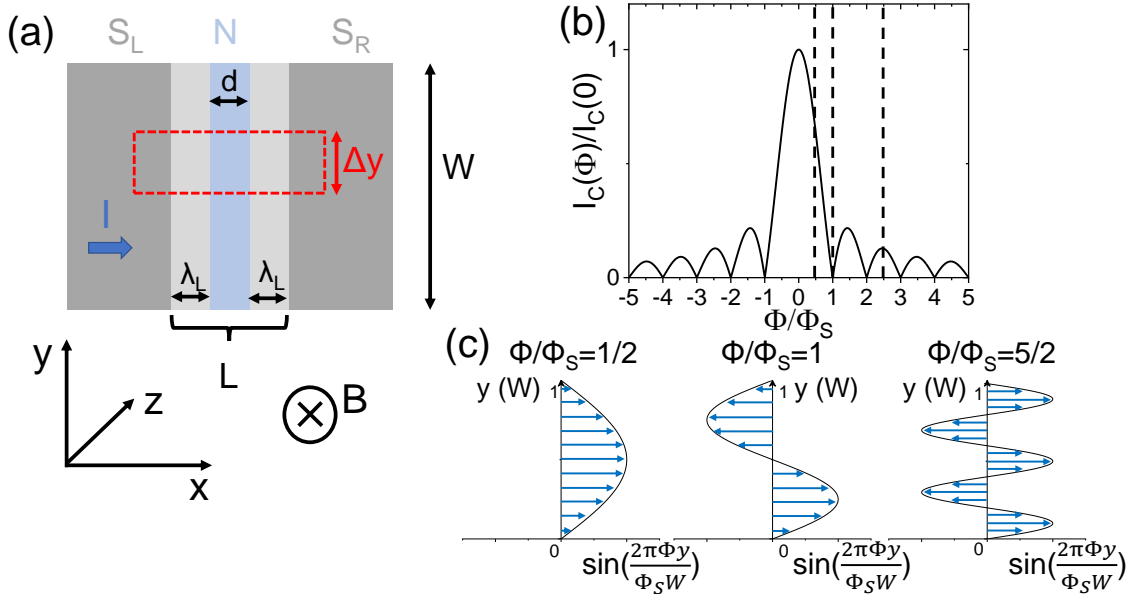 (a)
S_L N S_R
d
Δy
W
I
λ_L λ_L
L
y
z
x
B
(b)
I_C(Φ)/I_C(0)
1
0
-5 -4 -3 -2 -1 0 1 2 3 4 5
Φ/Φ_S
(c)
Φ/Φ_S=1/2 Φ/Φ_S=1 Φ/Φ_S=5/2
y (W) 1 1 y (W) y (W) 1
0 0 0
sin(2πΦy/Φ_SW) sin(2πΦy/Φ_SW) sin(2πΦy/Φ_SW)